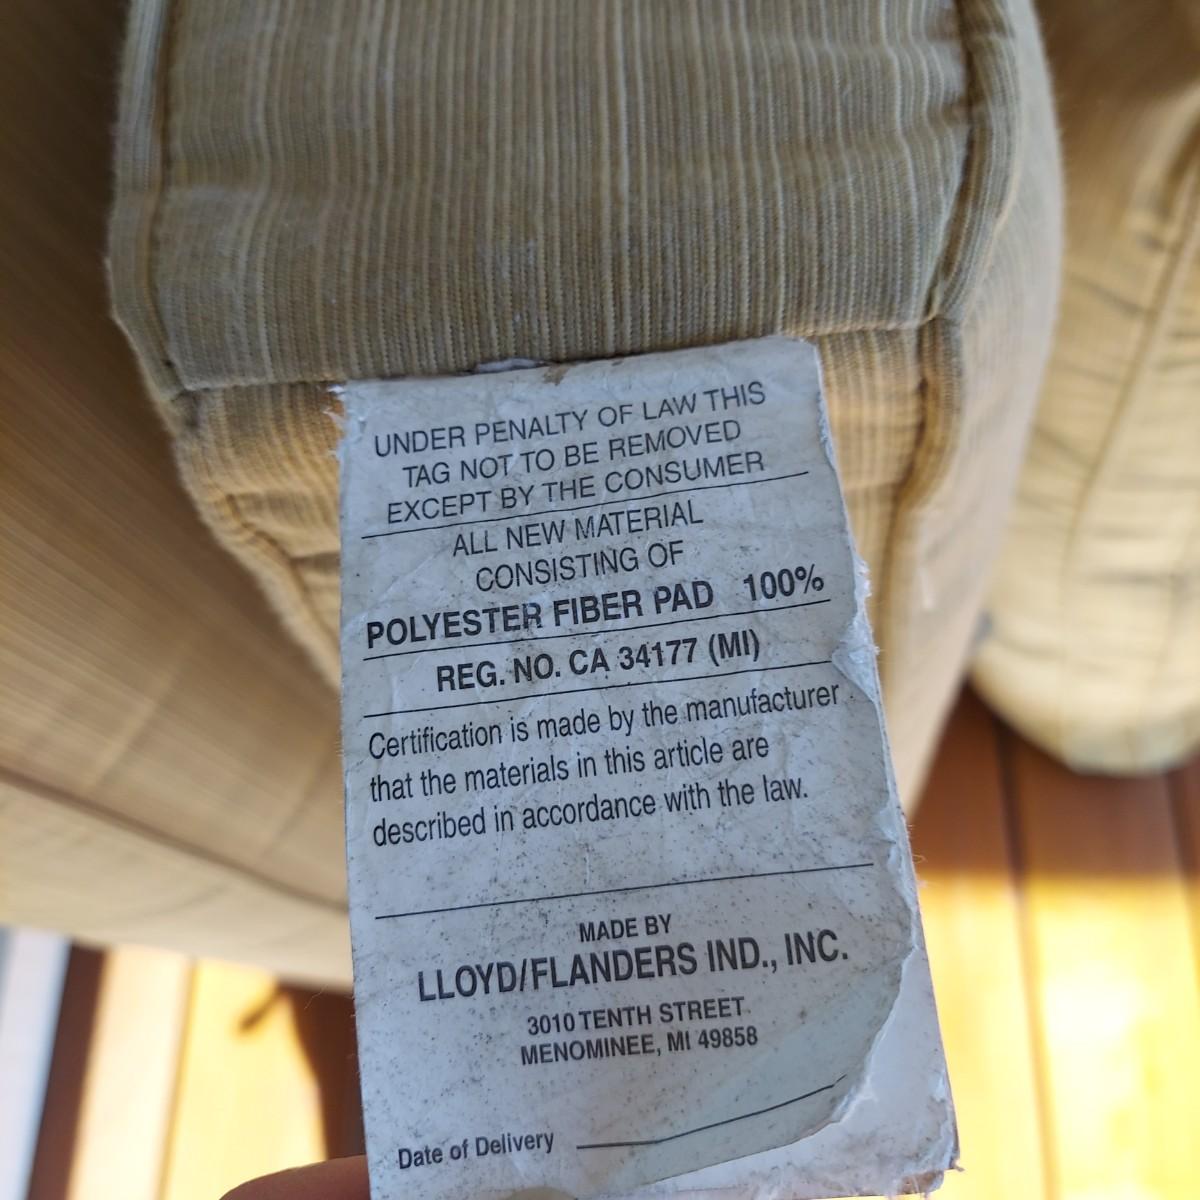 UNDER PENALTY OF LAW THIS
TAG NOT TO BE REMOVED
EXCEPT BY THE CONSUMER
ALL NEW MATERIAL
CONSISTING OF
POLYESTER FIBER PAD 100%
REG. NO. CA 34177 (MI)
Certification is made by the manufacturer
that the materials in this article are
described in accordance with the law.
MADE BY
LLOYD/FLANDERS IND., INC.
3010 TENTH STREET
MENOMINEE, MI 49858
Date of Delivery